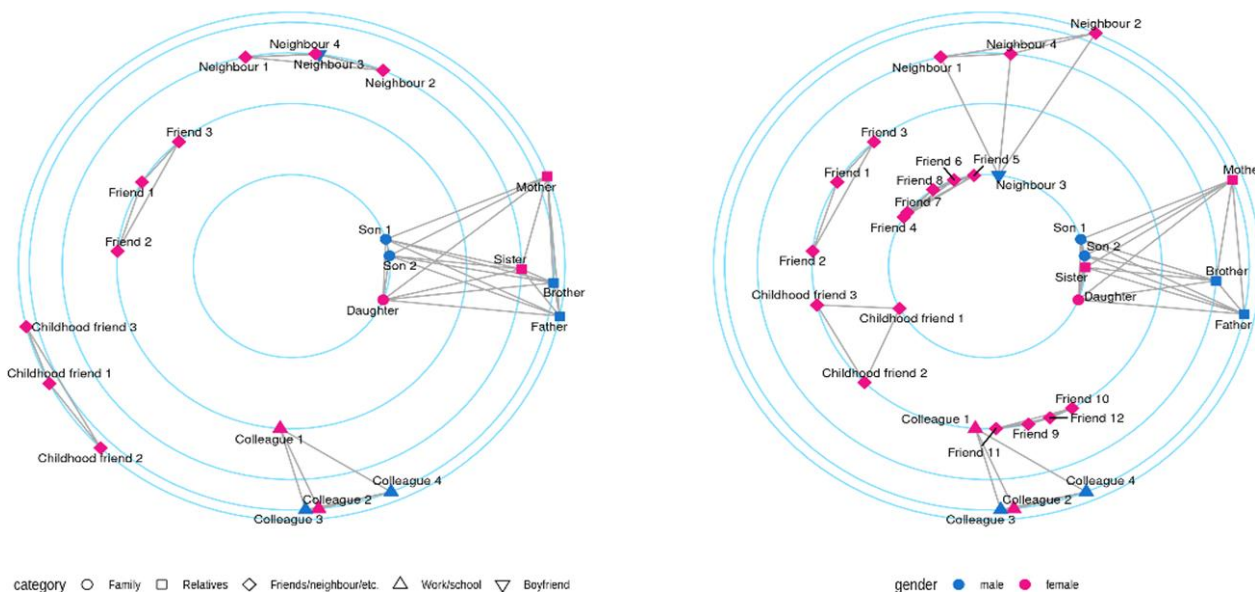 Neighbour 4
Neighbour 1
Neighbour 3
Neighbour 2
Friend 3
Friend 1
Friend 2
Mother
Son 1
Son 2
Sister
Brother
Daughter
Father
Childhood friend 3
Childhood friend 1
Childhood friend 2
Colleague 1
Colleague 4
Colleague 2
Colleague 3
Neighbour 2
Neighbour 4
Neighbour 1
Friend 3
Friend 6
Friend 5
Friend 1
Friend 8
Neighbour 3
Friend 7
Friend 4
Friend 2
Mothe
Son 1
Son 2
Sister
Brother
Daughter
Father
Childhood friend 3
Childhood friend 1
Childhood friend 2
Colleague 1
Friend 10
Friend 12
Friend 9
Friend 11
Colleague 4
Colleague 2
Colleague 3
category Family Relatives Friends/neighbour/etc. Work/school Boyfriend
gender male female